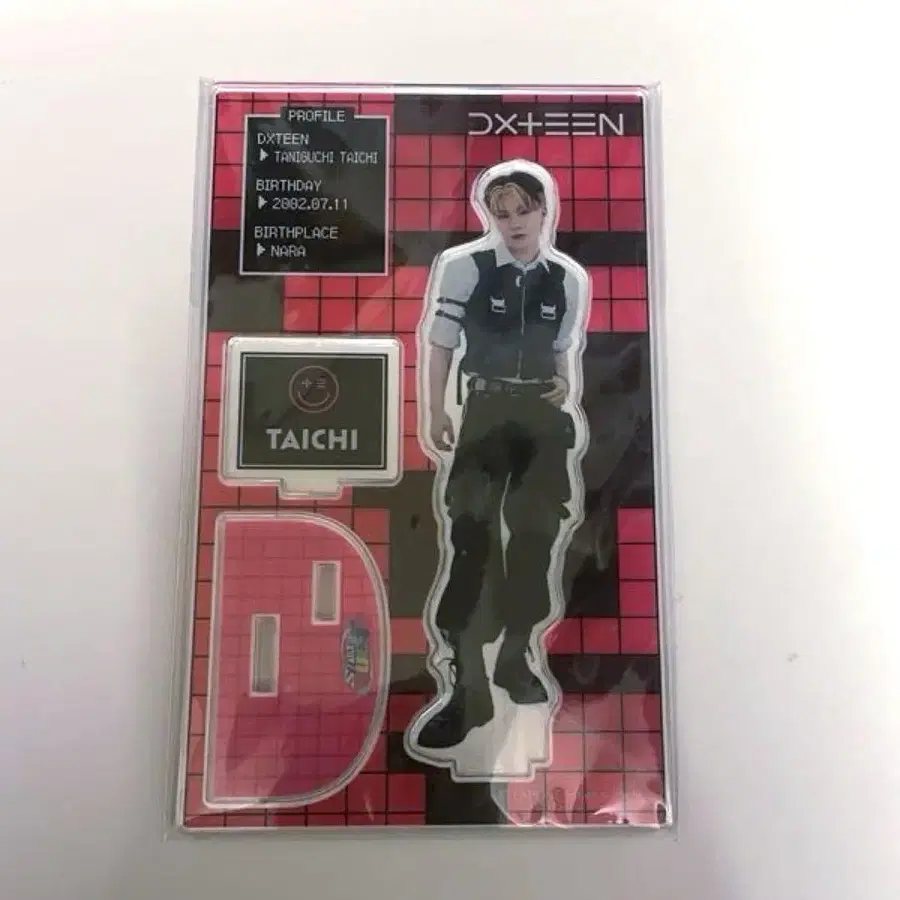 PROFILE
DXTEEN
▶ TANIGUCHI TAICHI
BIRTHDAY
▶ 2002.07.11
BIRTHPLACE
▶ NARA
DXTEEN
TAICHI